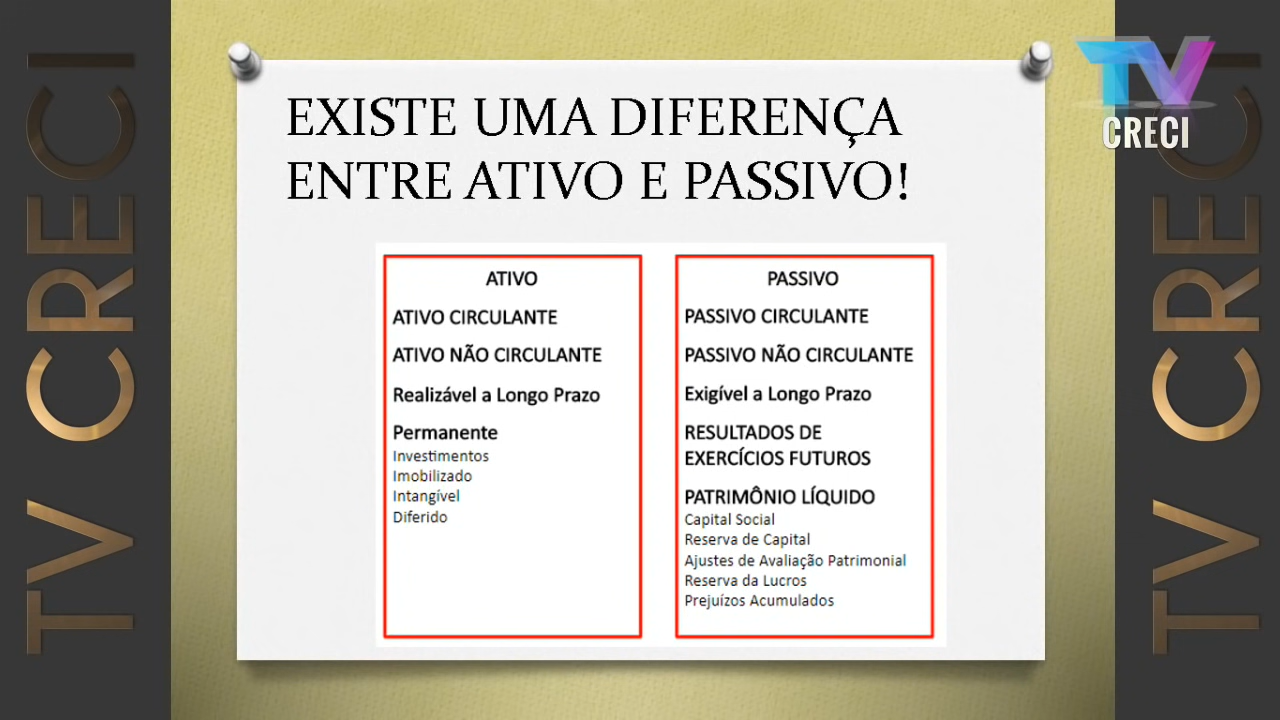 TV CRECI
EXISTE UMA DIFERENÇA
ENTRE ATIVO E PASSIVO!
TV
CRECI
ATIVO
ATIVO CIRCULANTE
ATIVO NÃO CIRCULANTE
Realizável a Longo Prazo
Permanente
Investimentos
Imobilizado
Intangível
Diferido
PASSIVO
PASSIVO CIRCULANTE
PASSIVO NÃO CIRCULANTE
Exigível a Longo Prazo
RESULTADOS DE
EXERCÍCIOS FUTUROS
PATRIMÔNIO LÍQUIDO
Capital Social
Reserva de Capital
Ajustes de Avaliação Patrimonial
Reserva da Lucros
Prejuízos Acumulados
TV CRECI